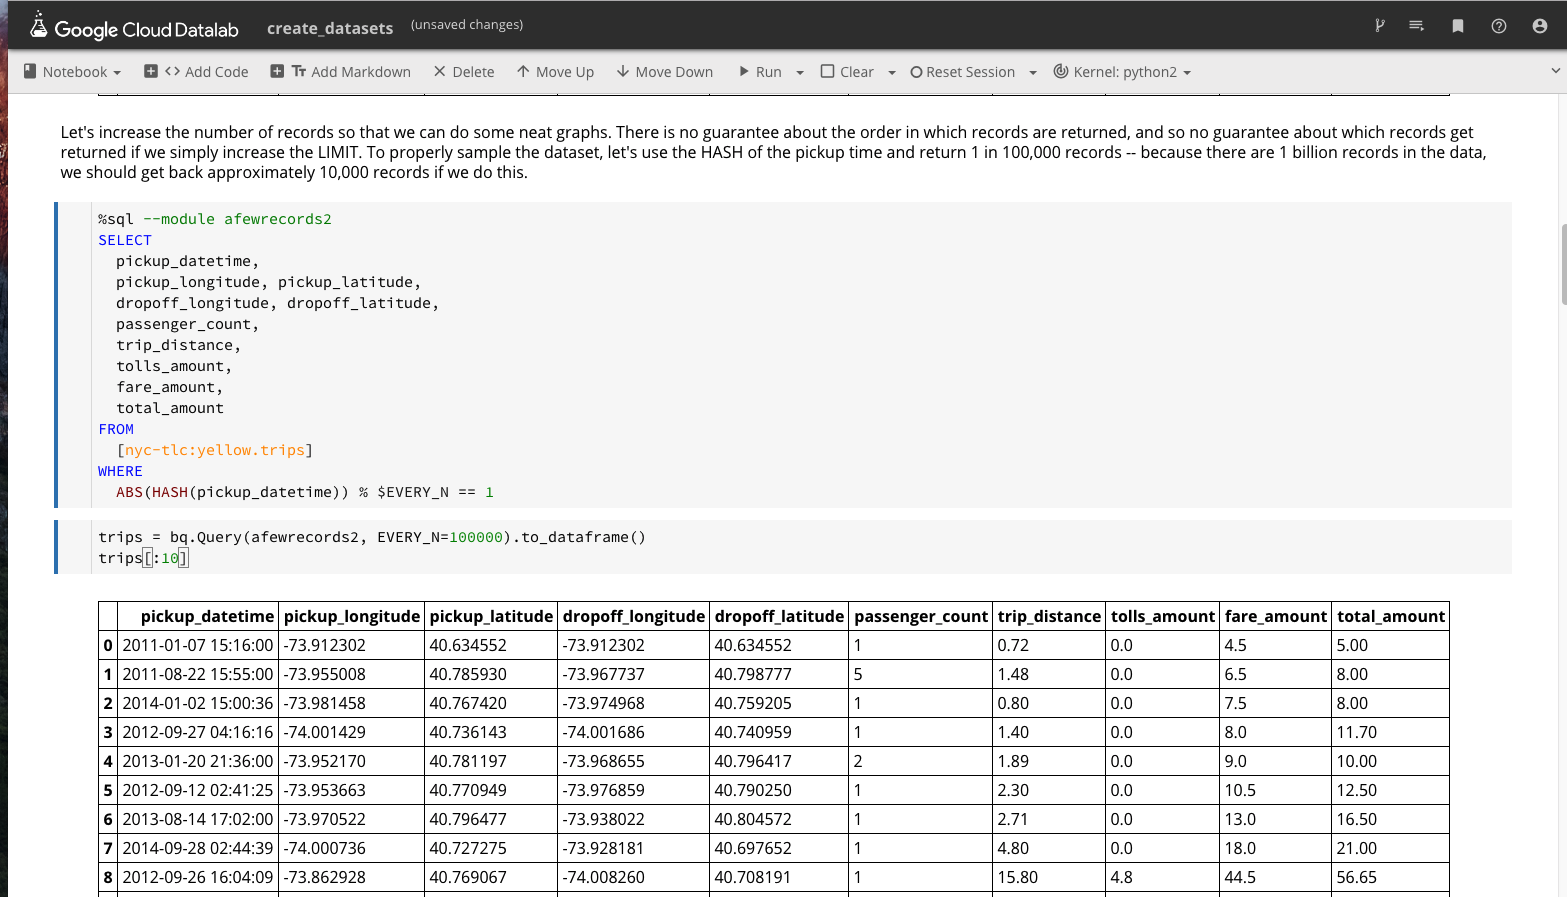 Google Cloud Datalab create_datasets (unsaved changes)
Notebook <> Add Code Tт Add Markdown Delete Move Up Move Down Run Clear Reset Session Kernel: python2
Let's increase the number of records so that we can do some neat graphs. There is no guarantee about the order in which records are returned, and so no guarantee about which records get
returned if we simply increase the LIMIT. To properly sample the dataset, let's use the HASH of the pickup time and return 1 in 100,000 records -- because there are 1 billion records in the data,
we should get back approximately 10,000 records if we do this.
%sql --module afewrecords2
SELECT
pickup_datetime,
pickup_longitude, pickup_latitude,
dropoff_longitude, dropoff_latitude,
passenger_count,
trip_distance,
tolls_amount,
fare_amount,
total_amount
FROM
[nyc-tlc:yellow.trips]
WHERE
ABS(HASH(pickup_datetime)) % $EVERY_N == 1
trips = bq.Query(afewrecords2, EVERY_N=100000).to_dataframe()
trips[:10]
pickup_datetime pickup_longitude pickup_latitude dropoff_longitude dropoff_latitude passenger_count trip_distance tolls_amount fare_amount total_amount
0 2011-01-07 15:16:00 -73.912302 40.634552 -73.912302 40.634552 1 0.72 0.0 4.5 5.00
1 2011-08-22 15:55:00 -73.955008 40.785930 -73.967737 40.798777 5 1.48 0.0 6.5 8.00
2 2014-01-02 15:00:36 -73.981458 40.767420 -73.974968 40.759205 1 0.80 0.0 7.5 8.00
3 2012-09-27 04:16:16 -74.001429 40.736143 -74.001686 40.740959 1 1.40 0.0 8.0 11.70
4 2013-01-20 21:36:00 -73.952170 40.781197 -73.968655 40.796417 2 1.89 0.0 9.0 10.00
5 2012-09-12 02:41:25 -73.953663 40.770949 -73.976859 40.790250 1 2.30 0.0 10.5 12.50
6 2013-08-14 17:02:00 -73.970522 40.796477 -73.938022 40.804572 1 2.71 0.0 13.0 16.50
7 2014-09-28 02:44:39 -74.000736 40.727275 -73.928181 40.697652 1 4.80 0.0 18.0 21.00
8 2012-09-26 16:04:09 -73.862928 40.769067 -74.008260 40.708191 1 15.80 4.8 44.5 56.65